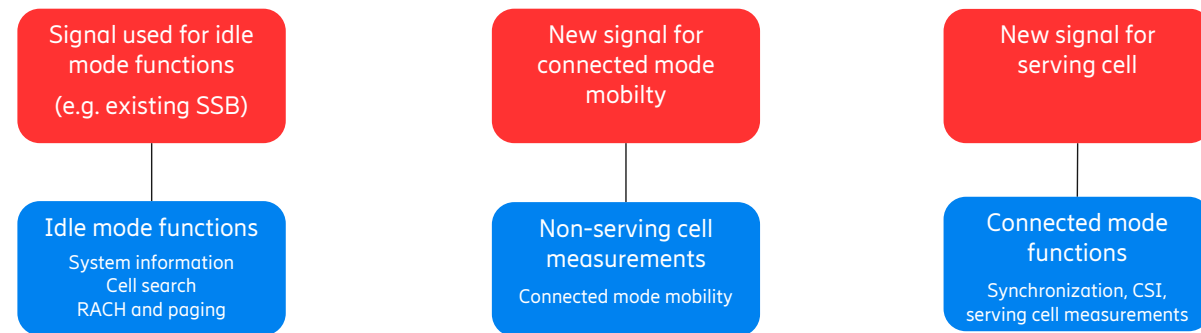 Signal used for idle
mode functions
(e.g. existing SSB)
New signal for
connected mode
mobilty
New signal for
serving cell
Idle mode functions
System information
Cell search
RACH and paging
Non-serving cell
measurements
Connected mode mobility
Connected mode
functions
Synchronization, CSI,
serving cell measurements